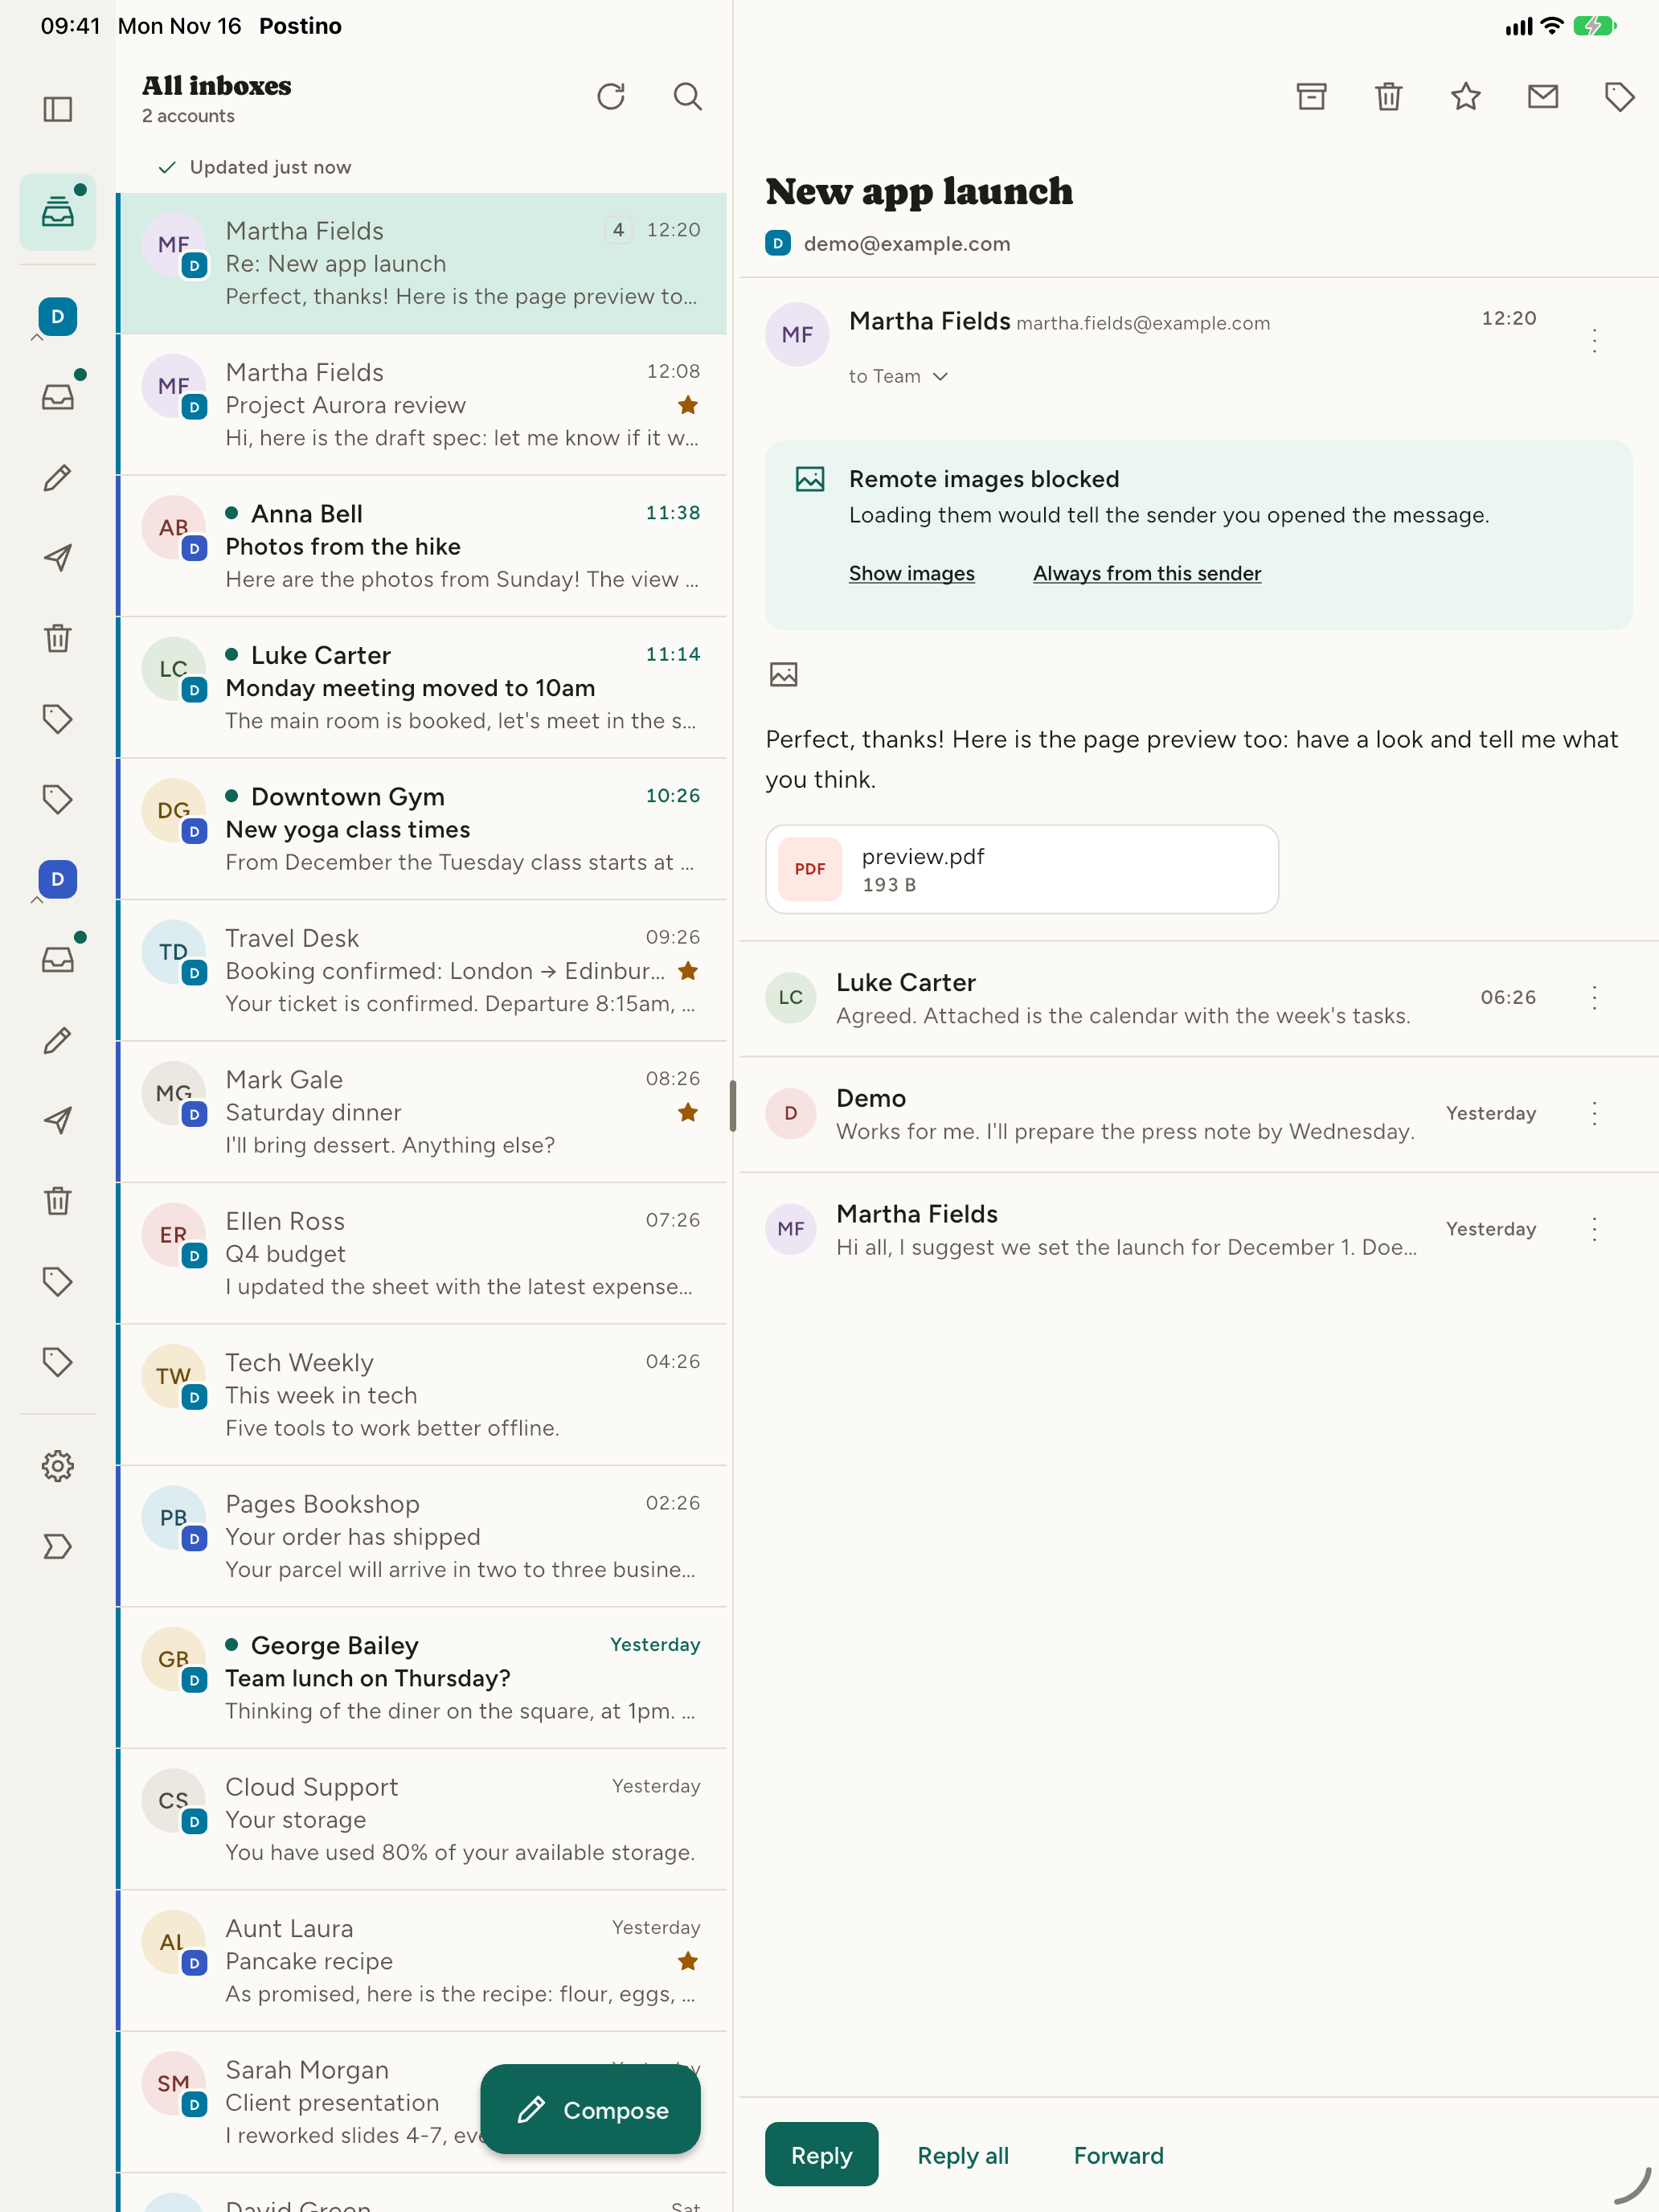 09:41 Mon Nov 16 Postino
All inboxes
2 accounts
Updated just now
D
D
MF
D
Martha Fields 4 12:20
Re: New app launch
Perfect, thanks! Here is the page preview to...
MF
D
Martha Fields 12:08
Project Aurora review
Hi, here is the draft spec: let me know if it w...
AB
D
Anna Bell 11:38
Photos from the hike
Here are the photos from Sunday! The view ...
LC
D
Luke Carter 11:14
Monday meeting moved to 10am
The main room is booked, let's meet in the s...
DG
D
Downtown Gym 10:26
New yoga class times
From December the Tuesday class starts at ...
TD
D
Travel Desk 09:26
Booking confirmed: London → Edinbur...
Your ticket is confirmed. Departure 8:15am, ...
MG
D
Mark Gale 08:26
Saturday dinner
I'll bring dessert. Anything else?
ER
D
Ellen Ross 07:26
Q4 budget
I updated the sheet with the latest expense...
TW
D
Tech Weekly 04:26
This week in tech
Five tools to work better offline.
PB
D
Pages Bookshop 02:26
Your order has shipped
Your parcel will arrive in two to three busine...
GB
D
George Bailey Yesterday
Team lunch on Thursday?
Thinking of the diner on the square, at 1pm. ...
CS
D
Cloud Support Yesterday
Your storage
You have used 80% of your available storage.
AL
D
Aunt Laura Yesterday
Pancake recipe
As promised, here is the recipe: flour, eggs, ...
SM
D
Sarah Morgan
Client presentation
I reworked slides 4-7,
Compose
David Green Sat
New app launch
D demo@example.com
MF
Martha Fields martha.fields@example.com 12:20
to Team
Remote images blocked
Loading them would tell the sender you opened the message.
Show images Always from this sender
Perfect, thanks! Here is the page preview too: have a look and tell me what
you think.
PDF
preview.pdf
193 B
LC
Luke Carter 06:26
Agreed. Attached is the calendar with the week's tasks.
D
Demo Yesterday
Works for me. I'll prepare the press note by Wednesday.
MF
Martha Fields Yesterday
Hi all, I suggest we set the launch for December 1. Doe...
Reply Reply all Forward